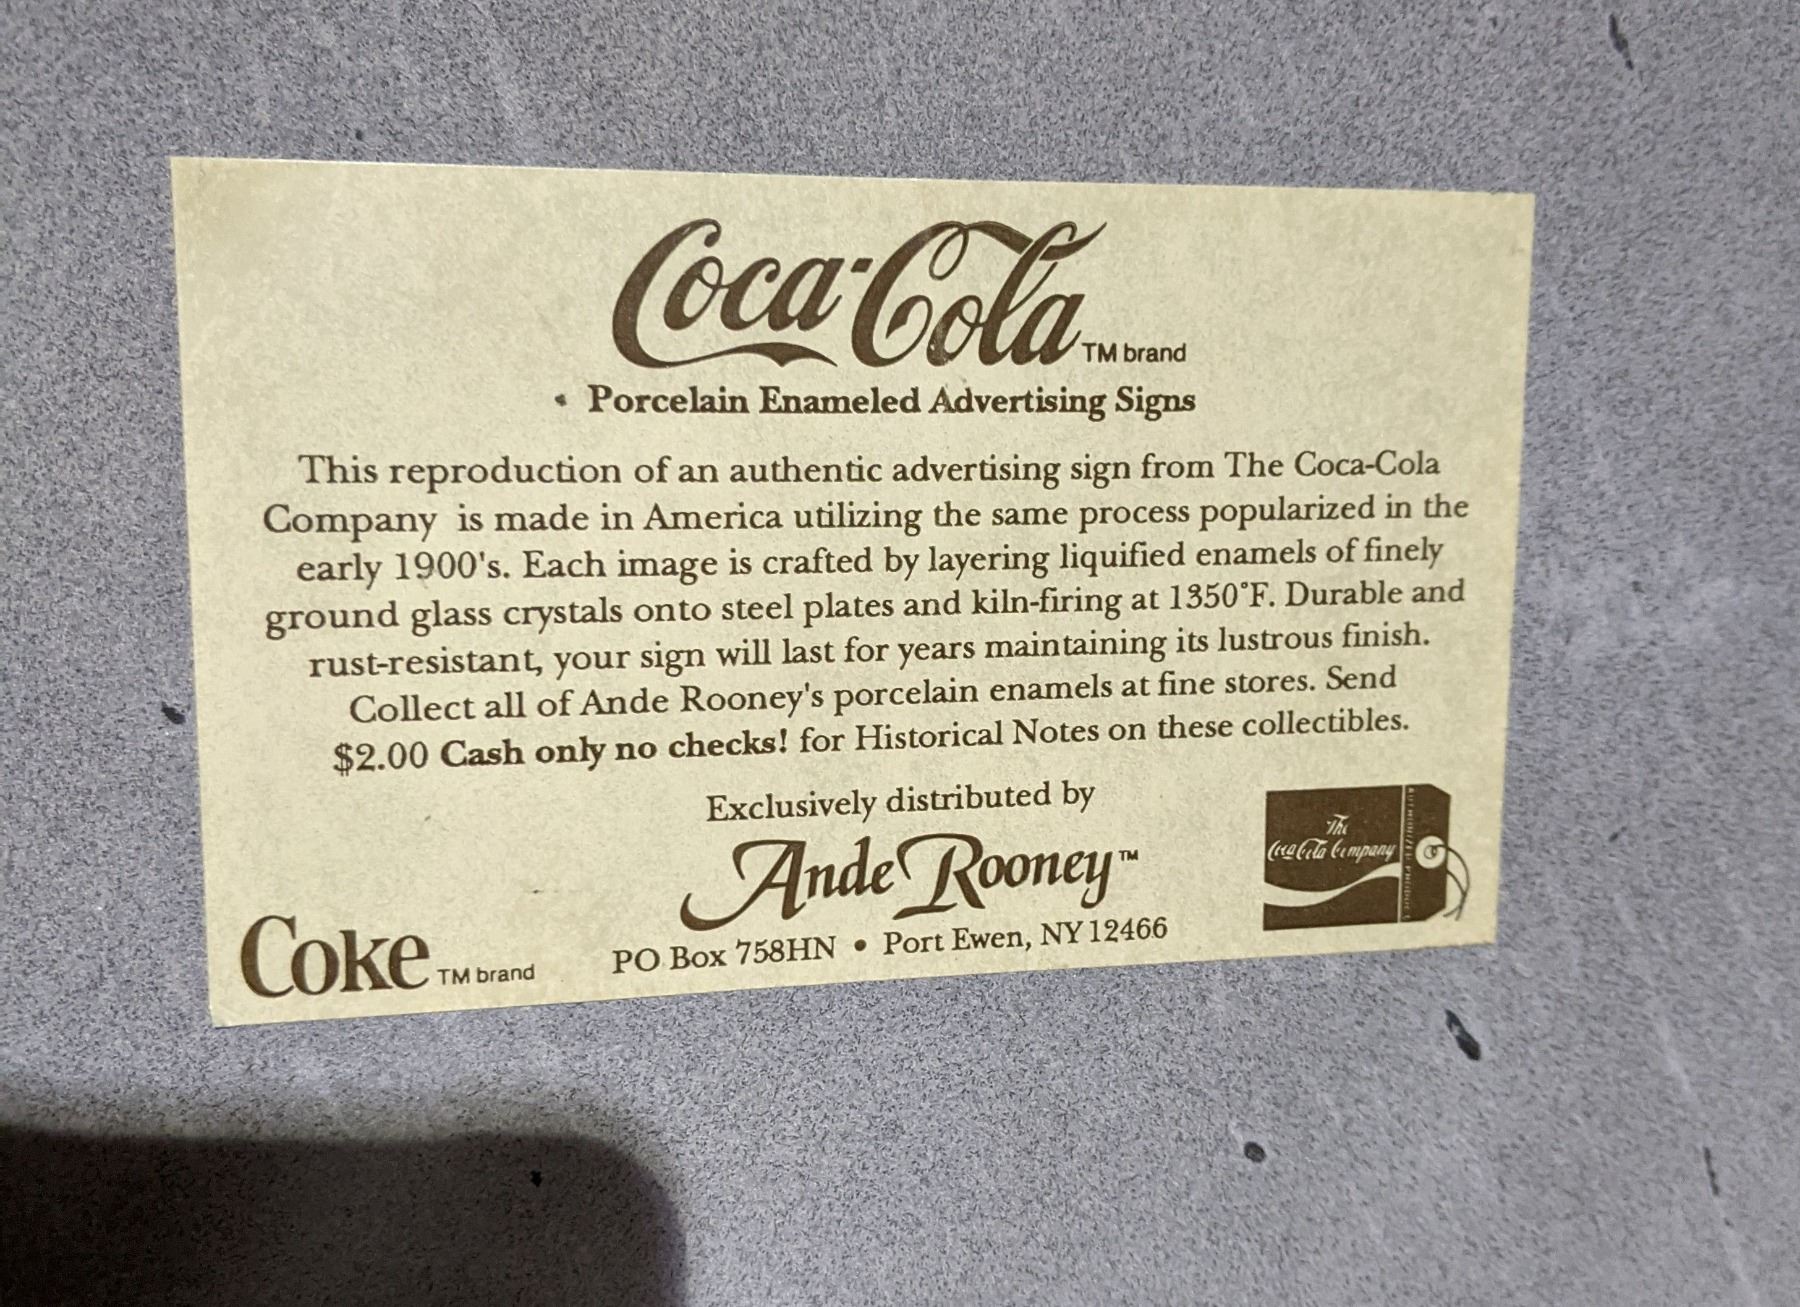 Coca-Cola TM brand
• Porcelain Enameled Advertising Signs
This reproduction of an authentic advertising sign from The Coca-Cola
Company is made in America utilizing the same process popularized in the
early 1900's. Each image is crafted by layering liquified enamels of finely
ground glass crystals onto steel plates and kiln-firing at 1350°F. Durable and
rust-resistant, your sign will last for years maintaining its lustrous finish.
Collect all of Ande Rooney's porcelain enamels at fine stores. Send
$2.00 Cash only no checks! for Historical Notes on these collectibles.
Exclusively distributed by
Ande Rooney™
PO Box 758HN • Port Ewen, NY 12466
Coke TM brand
The
Coca-Cola Company